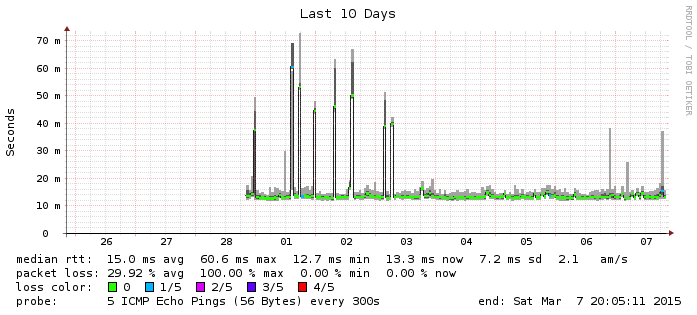 Last 10 Days
RRDTOOL / TOBI OETIKER
Seconds
70 m
60 m
50 m
40 m
30 m
20 m
10 m
0
26 27 28 01 02 03 04 05 06 07
median rtt: 15.0 ms avg 60.6 ms max 12.7 ms min 13.3 ms now 7.2 ms sd 2.1 am/s
packet loss: 29.92 % avg 100.00 % max 0.00 % min 0.00 % now
loss color: 0 1/5 2/5 3/5 4/5
probe: 5 ICMP Echo Pings (56 Bytes) every 300s end: Sat Mar 7 20:05:11 2015